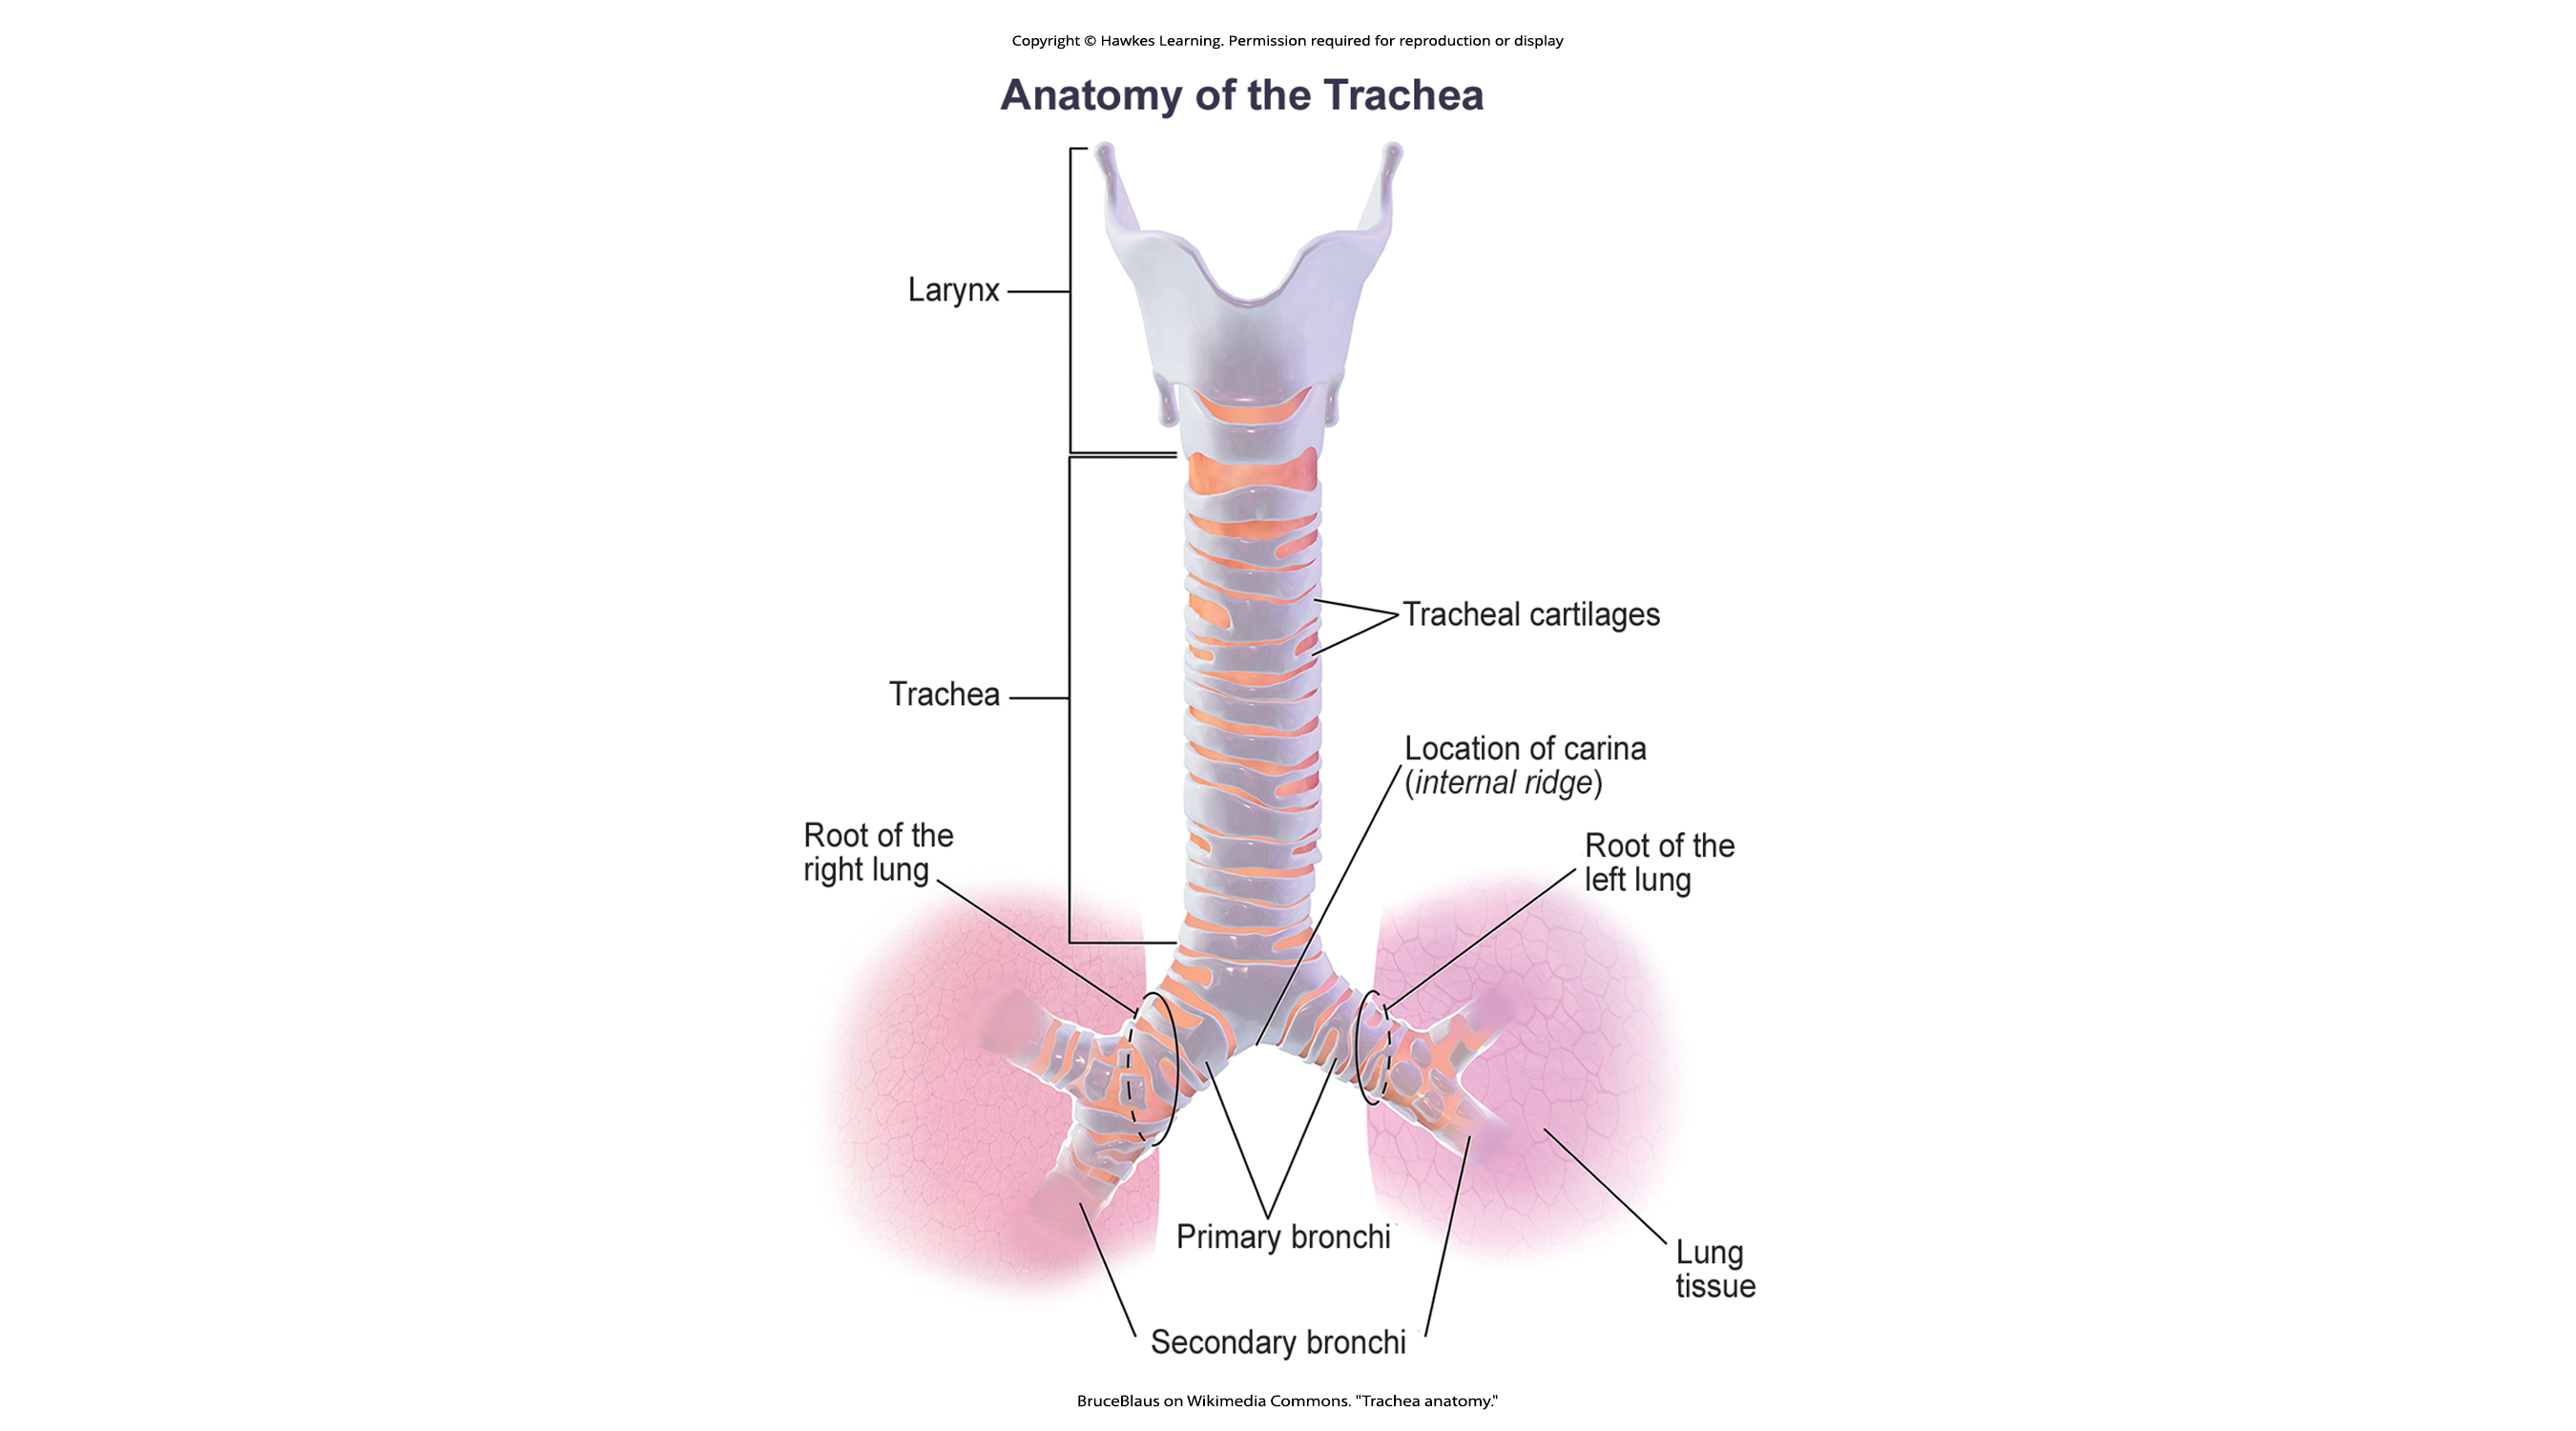 Copyright © Hawkes Learning. Permission required for reproduction or display
Anatomy of the Trachea
Larynx
Tracheal cartilages
Trachea
Location of carina
(internal ridge)
Root of the
right lung
Root of the
left lung
Primary bronchi
Lung
tissue
Secondary bronchi
BruceBlaus on Wikimedia Commons. "Trachea anatomy."